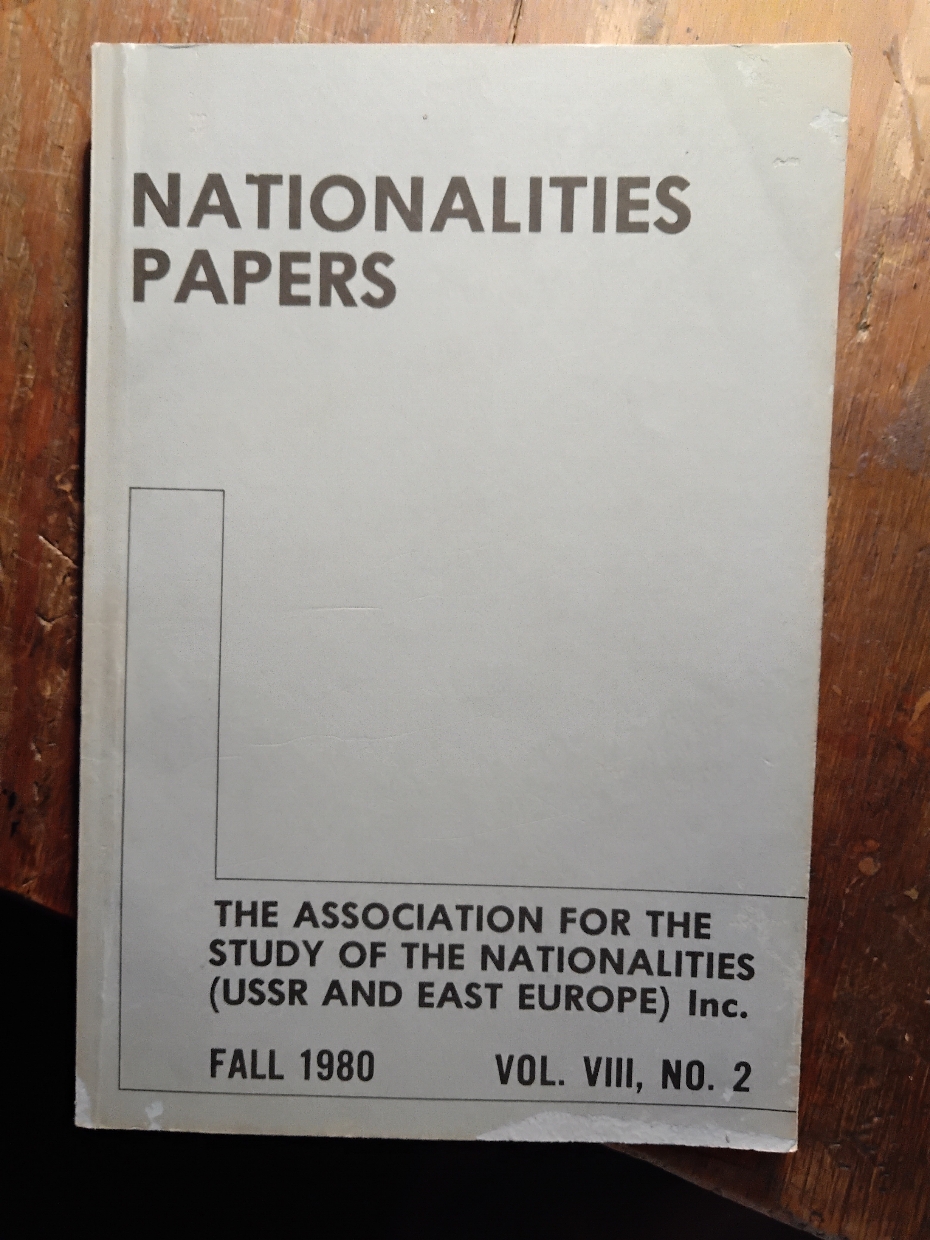 NATIONALITIES
PAPERS
THE ASSOCIATION FOR THE
STUDY OF THE NATIONALITIES
(USSR AND EAST EUROPE) Inc.
FALL 1980 VOL. VIII, NO. 2